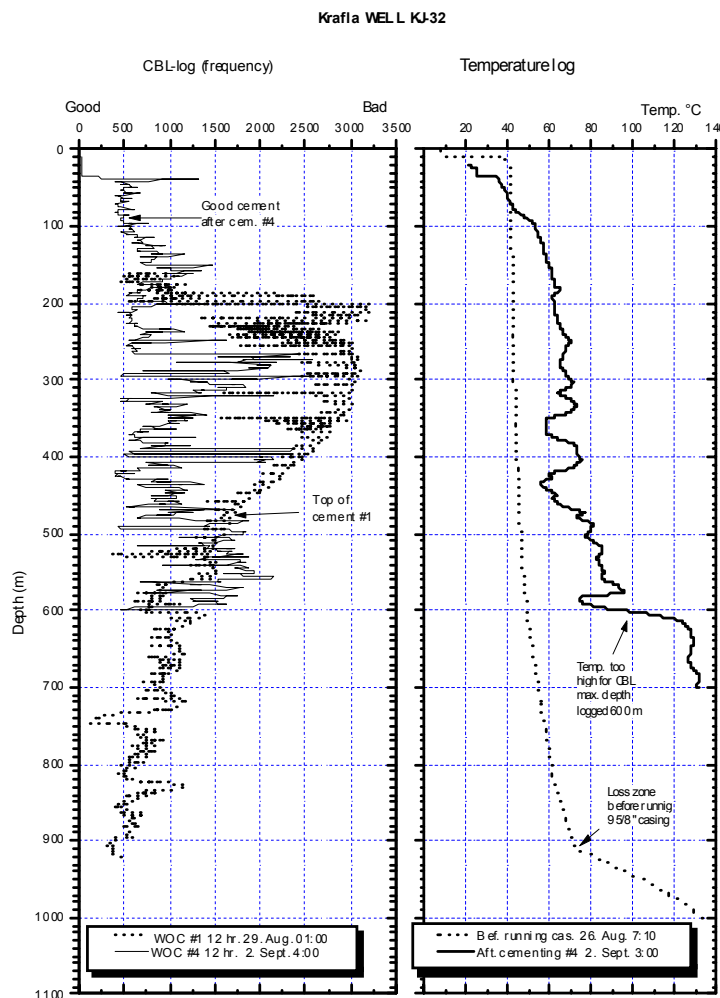 Krafla WELL KJ-32
CBL-log (frequency)
Temperature log
Good
Bad
Temp. °C
0 500 1000 1500 2000 2500 3000 3500
20 40 60 80 100 120 140
0
100
200
300
400
500
600
700
800
900
1000
1100
Depth (m)
Good cement
after cem. #4
Top of
cement #1
Temp. too
high for CBL
max. depth
logged 600 m
Loss zone
before runnig
9 5/8" casing
WOC #1 12 hr. 29. Aug. 01:00
WOC #4 12 hr. 2. Sept. 4:00
Bef. running cas. 26. Aug. 7:10
Aft. cementing #4 2. Sept. 3:00